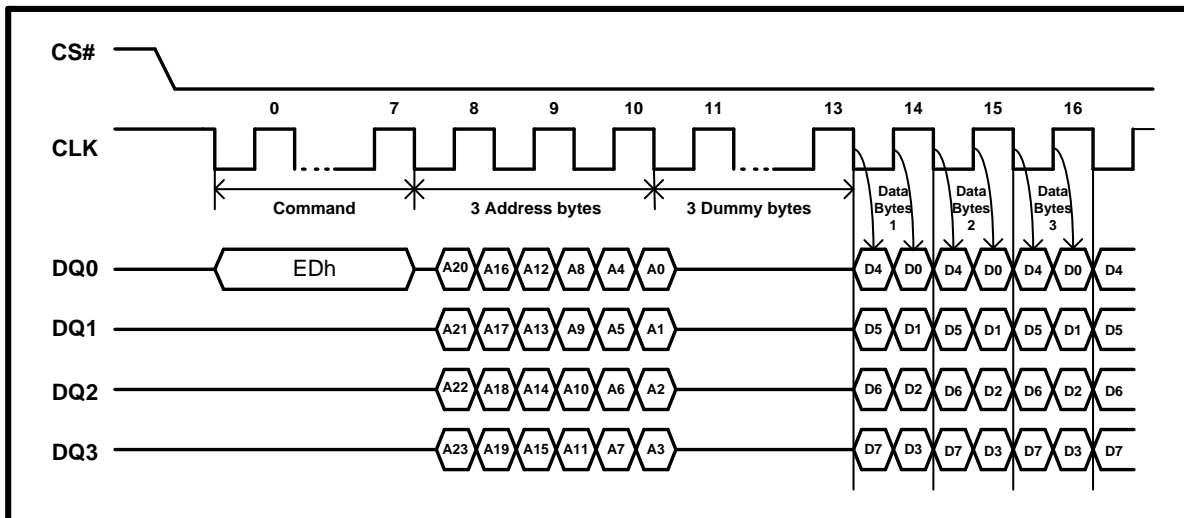 CS#
0 7 8 9 10 11 13 14 15 16
CLK
Command 3 Address bytes 3 Dummy bytes
Data Bytes 1
Data Bytes 2
Data Bytes 3
DQ0 EDh A20 A16 A12 A8 A4 A0 D4 D0 D4 D0 D4 D0 D4
DQ1 A21 A17 A13 A9 A5 A1 D5 D1 D5 D1 D5 D1 D5
DQ2 A22 A18 A14 A10 A6 A2 D6 D2 D6 D2 D6 D2 D6
DQ3 A23 A19 A15 A11 A7 A3 D7 D3 D7 D3 D7 D3 D7